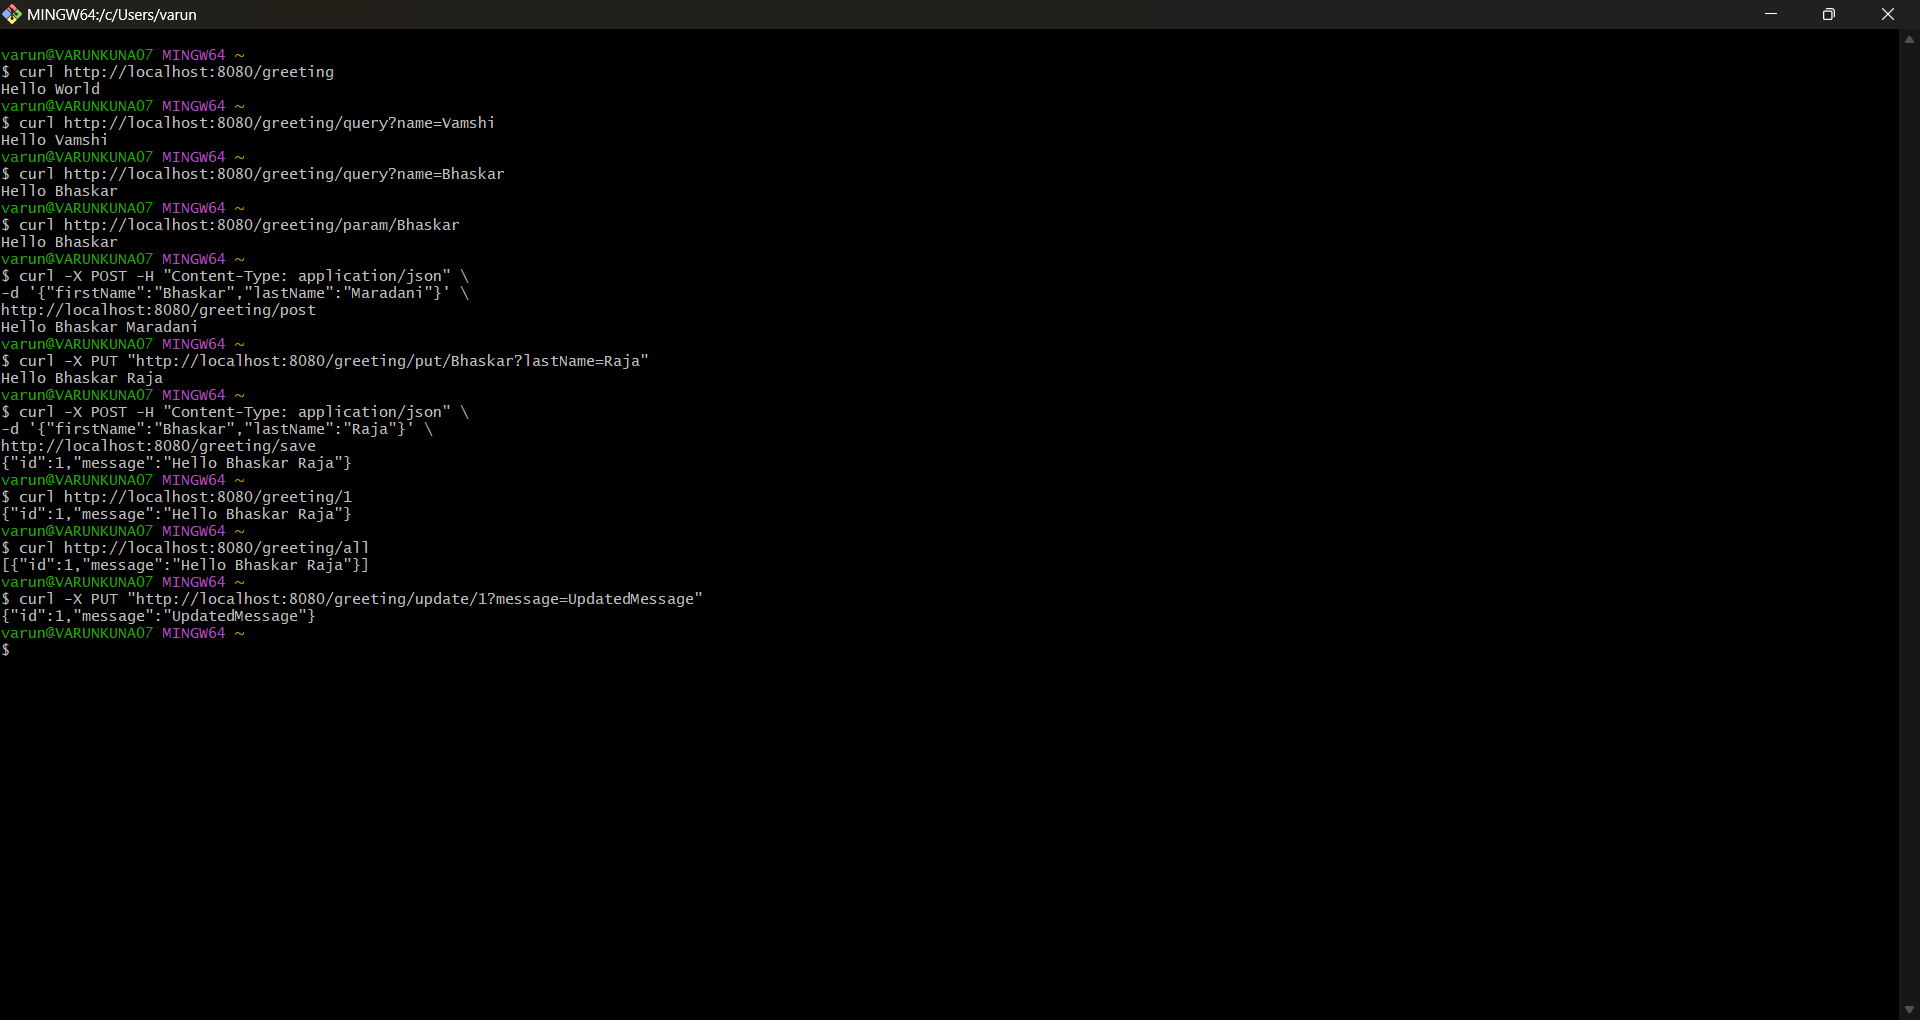 MINGW64:/c/Users/varun
varun@VARUNKUNA07 MINGW64 ~
$ curl http://localhost:8080/greeting
Hello World
varun@VARUNKUNA07 MINGW64 ~
$ curl http://localhost:8080/greeting/query?name=Vamshi
Hello Vamshi
varun@VARUNKUNA07 MINGW64 ~
$ curl http://localhost:8080/greeting/query?name=Bhaskar
Hello Bhaskar
varun@VARUNKUNA07 MINGW64 ~
$ curl http://localhost:8080/greeting/param/Bhaskar
Hello Bhaskar
varun@VARUNKUNA07 MINGW64 ~
$ curl -X POST -H "Content-Type: application/json" \
-d '{"firstName":"Bhaskar","lastName":"Maradani"}' \
http://localhost:8080/greeting/post
Hello Bhaskar Maradani
varun@VARUNKUNA07 MINGW64 ~
$ curl -X PUT "http://localhost:8080/greeting/put/Bhaskar?lastName=Raja"
Hello Bhaskar Raja
varun@VARUNKUNA07 MINGW64 ~
$ curl -X POST -H "Content-Type: application/json" \
-d '{"firstName":"Bhaskar","lastName":"Raja"}' \
http://localhost:8080/greeting/save
{"id":1,"message":"Hello Bhaskar Raja"}
varun@VARUNKUNA07 MINGW64 ~
$ curl http://localhost:8080/greeting/1
{"id":1,"message":"Hello Bhaskar Raja"}
varun@VARUNKUNA07 MINGW64 ~
$ curl http://localhost:8080/greeting/all
[{"id":1,"message":"Hello Bhaskar Raja"}]
varun@VARUNKUNA07 MINGW64 ~
$ curl -X PUT "http://localhost:8080/greeting/update/1?message=UpdatedMessage"
{"id":1,"message":"UpdatedMessage"}
varun@VARUNKUNA07 MINGW64 ~
$